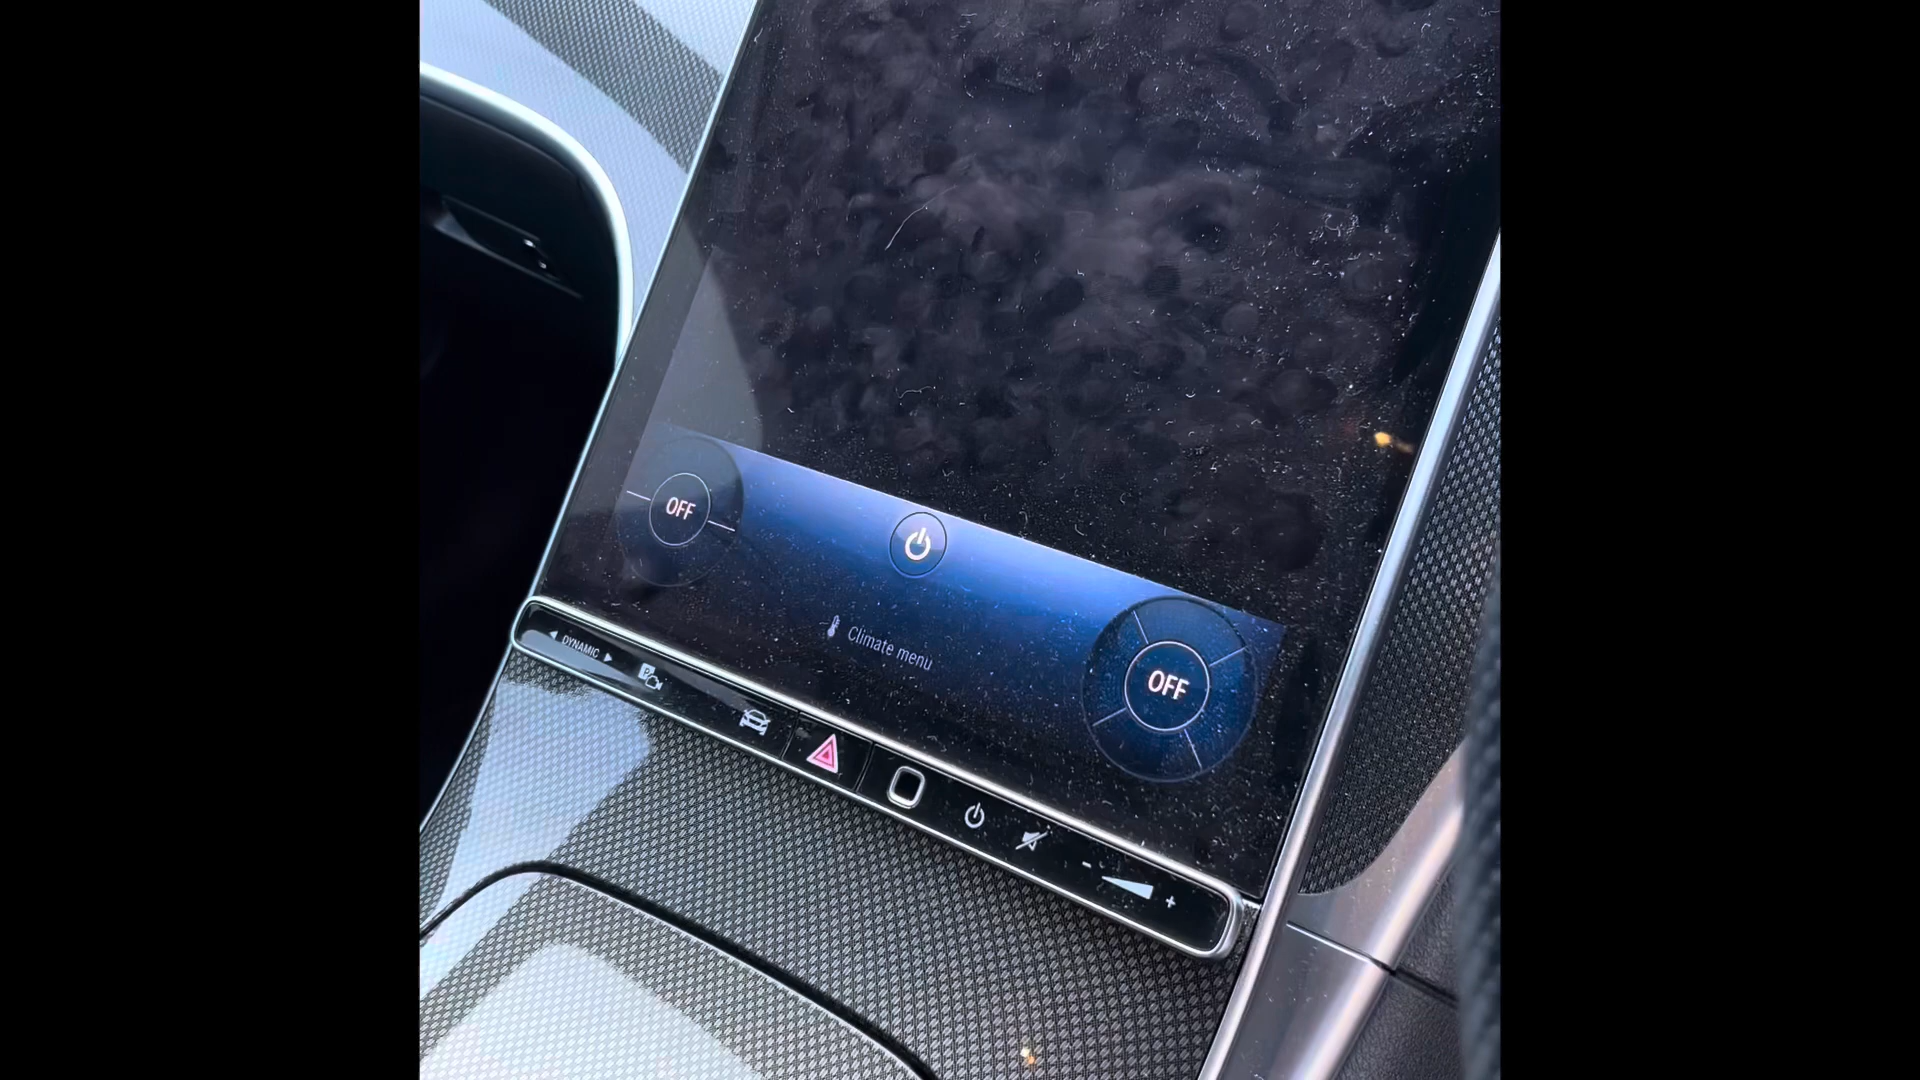 OFF
Climate menu
OFF
DYNAMIC
P
- +